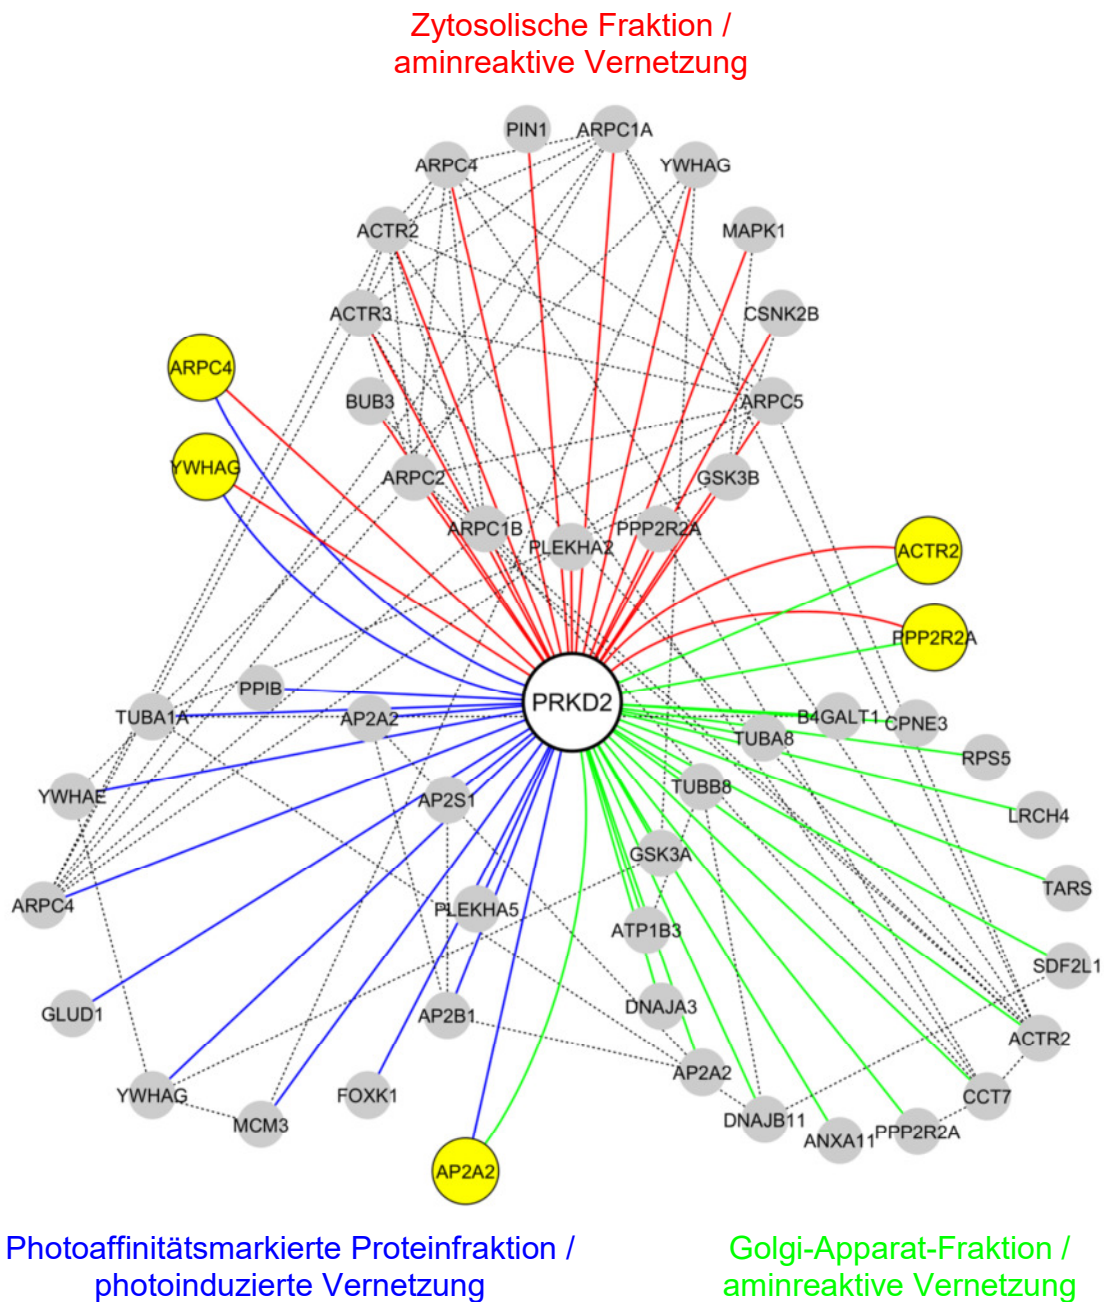 Zytosolische Fraktion /
aminreaktive Vernetzung
PIN1
ARPC1A
ARPC4
YWHAG
ACTR2
MAPK1
ACTR3
CSNK2B
ARPC4
BUB3
ARPC5
YWHAG
ARPC2
GSK3B
ARPC1B
PLEKHA2
PPP2R2A
ACTR2
PPP2R2A
PPIB
PRKD2
TUBA1A
AP2A2
B4GALT1
CPNE3
TUBA8
RPS5
YWHAE
AP2S1
TUBB8
LRCH4
GSK3A
TARS
ARPC4
PLEKHA5
ATP1B3
SDF2L1
GLUD1
AP2B1
DNAJA3
ACTR2
AP2A2
YWHAG
FOXK1
CCT7
MCM3
DNAJB11
ANXA11
PPP2R2A
AP2A2
Photoaffinitätsmarkierte Proteinfraktion /
photoinduzierte Vernetzung
Golgi-Apparat-Fraktion /
aminreaktive Vernetzung